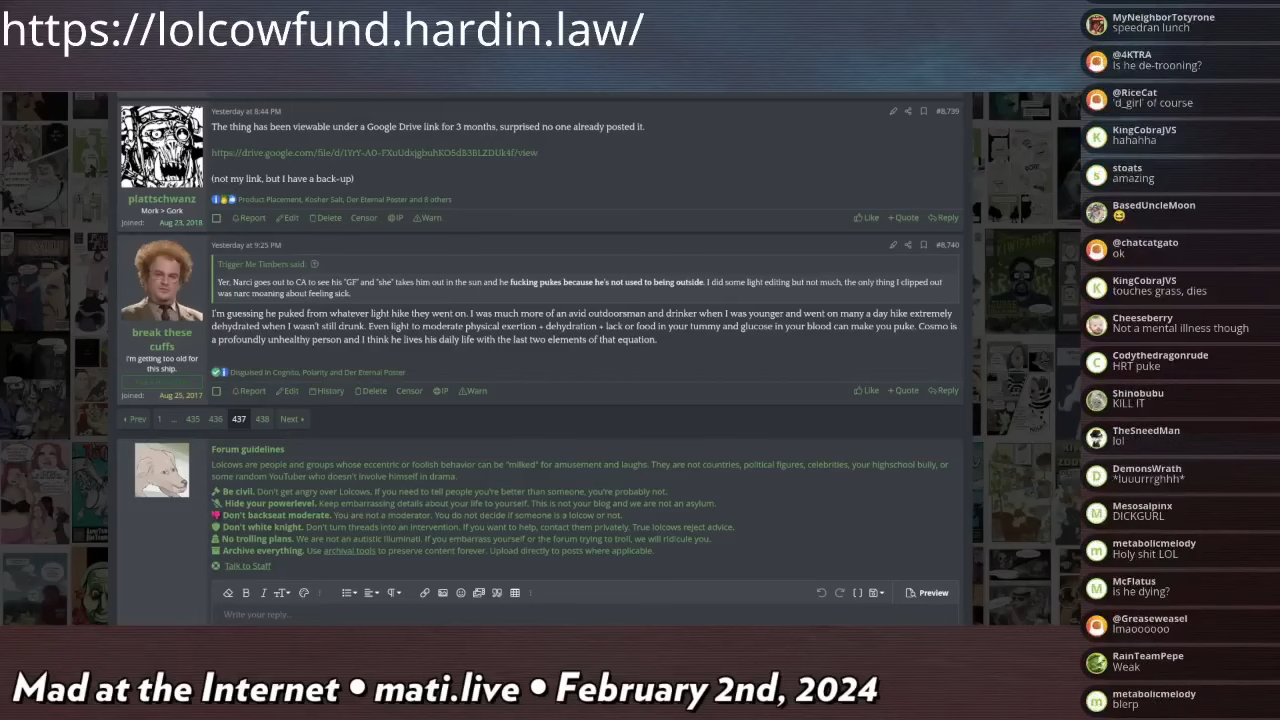 https://lolcowfund.hardin.law/
Yesterday at 8:44 PM
#8,739
The thing has been viewable under a Google Drive link for 3 months, surprised no one already posted it.
(not my link, but I have a back-up)
plattschwanz
Mork > Gork
Joined: Aug 23, 2018
Product Placement, Kosher Salt, Der Eternal Poster and 8 others
Report Edit Delete Censor IP Warn
Like + Quote Reply
Yesterday at 9:25 PM
#8,740
Trigger Me Timbers said:
Yer, Narci goes out to CA to see his "GF" and "she" takes him out in the sun and he fucking pukes because he's not used to being outside. I did some light editing but not much, the only thing I clipped out
was narc moaning about feeling sick.
I'm guessing he puked from whatever light hike they went on. I was much more of an avid outdoorsman and drinker when I was younger and went on many a day hike extremely
dehydrated when I wasn't still drunk. Even light to moderate physical exertion + dehydration + lack or food in your tummy and glucose in your blood can make you puke. Cosmo is
a profoundly unhealthy person and I think he lives his daily life with the last two elements of that equation.
break these
cuffs
I'm getting too old for
this ship.
Joined: Aug 25, 2017
Disguised in Cognito, Polarity and Der Eternal Poster
Report Edit History Delete Censor IP Warn
Like + Quote Reply
Prev 1 ... 435 436 437 438 Next
Forum guidelines
Lolcows are people and groups whose eccentric or foolish behavior can be "milked" for amusement and laughs. They are not countries, political figures, celebrities, your highschool bully, or
some random YouTuber who doesn't involve himself in drama.
Be civil. Don't get angry over Lolcows. If you need to tell people you're better than someone, you're probably not.
Hide your powerlevel. Keep embarrassing details about your life to yourself. This is not your blog and we are not an asylum.
Don't backseat moderate. You are not a moderator. You do not decide if someone is a lolcow or not.
Don't white knight. Don't turn threads into an intervention. If you want to help, contact them privately. True lolcows reject advice.
No trolling plans. We are not an autistic illuminati. If you embarrass yourself or the forum trying to troll, we will ridicule you.
Archive everything. Use archival tools to preserve content forever. Upload directly to posts where applicable.
Talk to Staff
Preview
Write your reply...
Mad at the Internet • mati.live • February 2nd, 2024
MyNeighborTotyrone
speedran lunch
@4KTRA
Is he de-trooning?
@RiceCat
'd_girl' of course
KingCobraJVS
hahahha
stoats
amazing
BasedUncleMoon
@chatcatgato
ok
KingCobraJVS
touches grass, dies
Cheeseberry
Not a mental illness though
Codythedragonrude
HRT puke
Shinobubu
KILL IT
TheSneedMan
lol
DemonsWrath
*luuurrrghhh*
Mesosalpinx
DICKGURL
metabolicmelody
Holy shit LOL
McFlatus
is he dying?
@Greaseweasel
lmaoooooo
RainTeamPepe
Weak
metabolicmelody
blerp